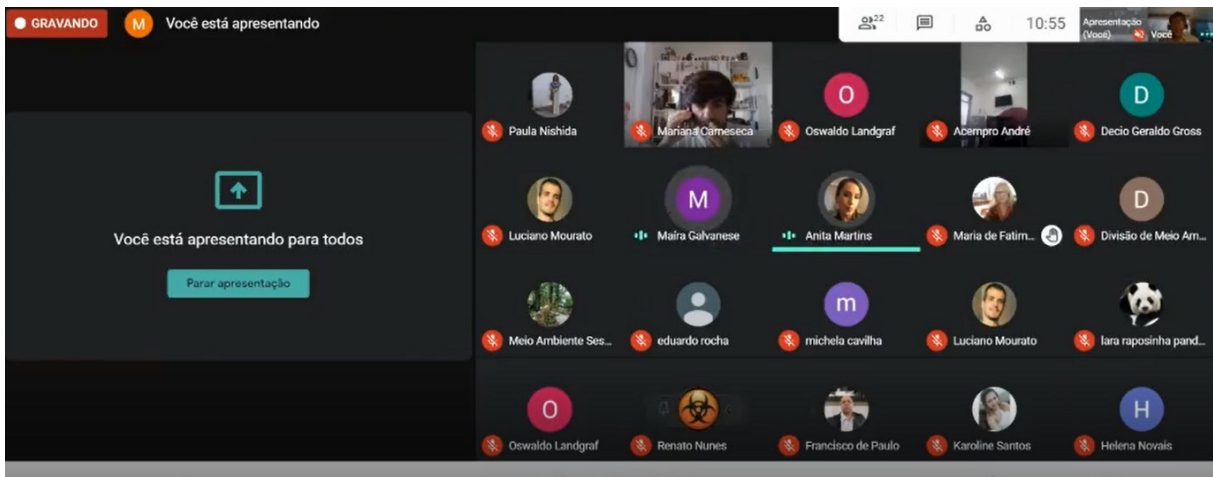 GRAVANDO
M
Você está apresentando
22
10:55
Apresentação
(Você)
Você
Você está apresentando para todos
Parar apresentação
Paula Nishida
Mariana Carneseca
O
Oswaldo Landgraf
Acempro André
D
Decio Geraldo Gross
Luciano Mourato
M
Maíra Galvanese
Anita Martins
Maria de Fatim...
D
Divisão de Meio Am...
Meio Ambiente Ses...
eduardo rocha
m
michela cavilha
Luciano Mourato
lara raposinha pand...
O
Oswaldo Landgraf
Renato Nunes
Francisco de Paulo
Karoline Santos
H
Helena Novais